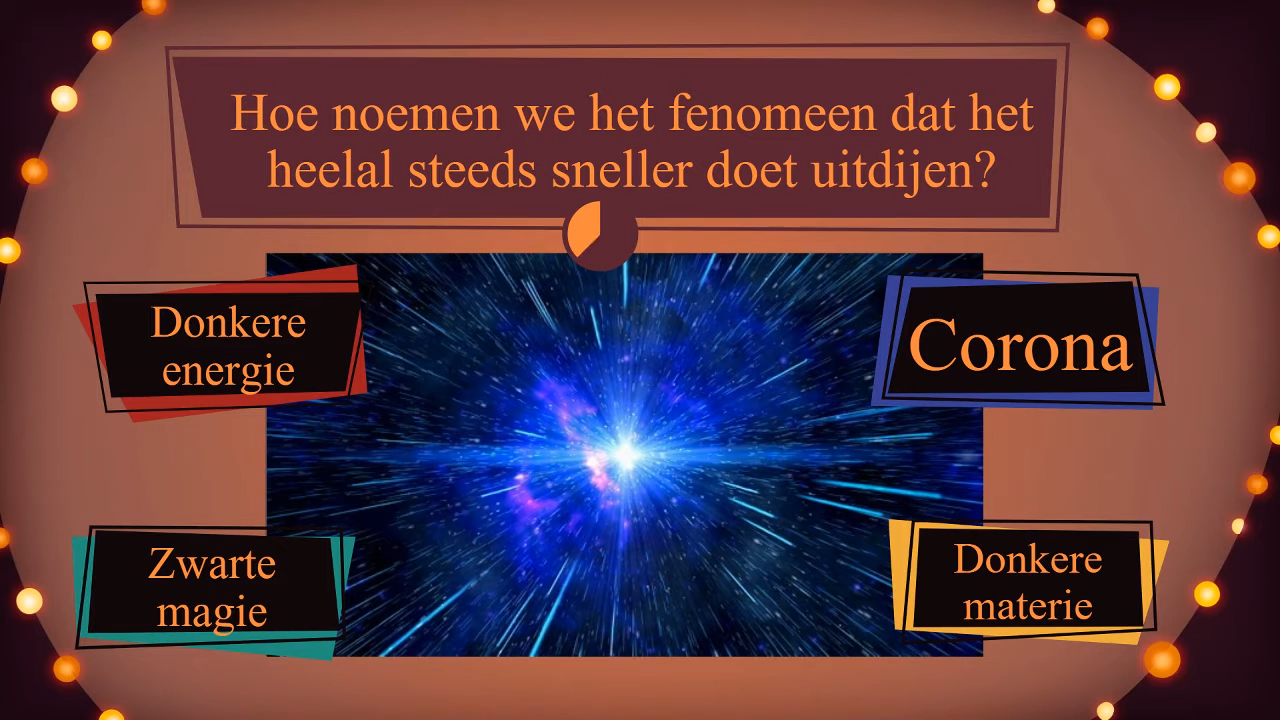 Hoe noemen we het fenomeen dat het
heelal steeds sneller doet uitdijen?
Donkere
energie
Corona
Zwarte
magie
Donkere
materie